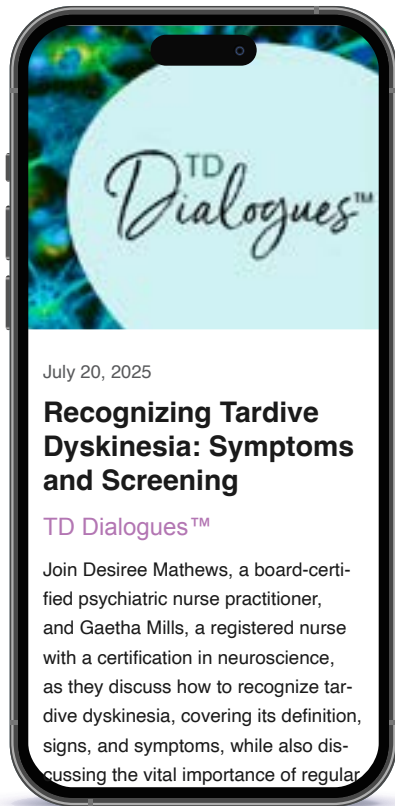 TD
Dialogues™
July 20, 2025
Recognizing Tardive
Dyskinesia: Symptoms
and Screening
TD Dialogues™
Join Desiree Mathews, a board-certi-
fied psychiatric nurse practitioner,
and Gaetha Mills, a registered nurse
with a certification in neuroscience,
as they discuss how to recognize tar-
dive dyskinesia, covering its definition,
signs, and symptoms, while also dis-
cussing the vital importance of regular